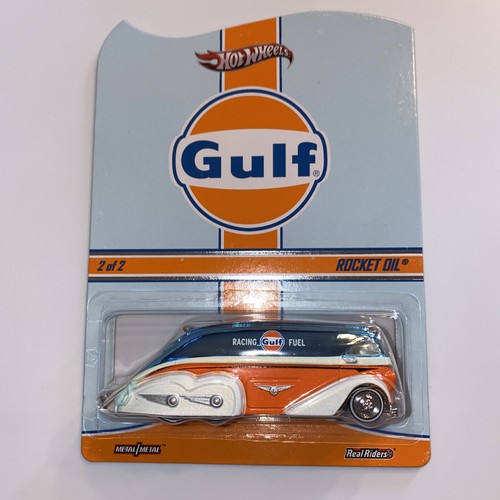 Hot Wheels
Gulf®
2 of 2 ROCKET OIL®
RACING Gulf FUEL
METAL/METAL Real Riders®